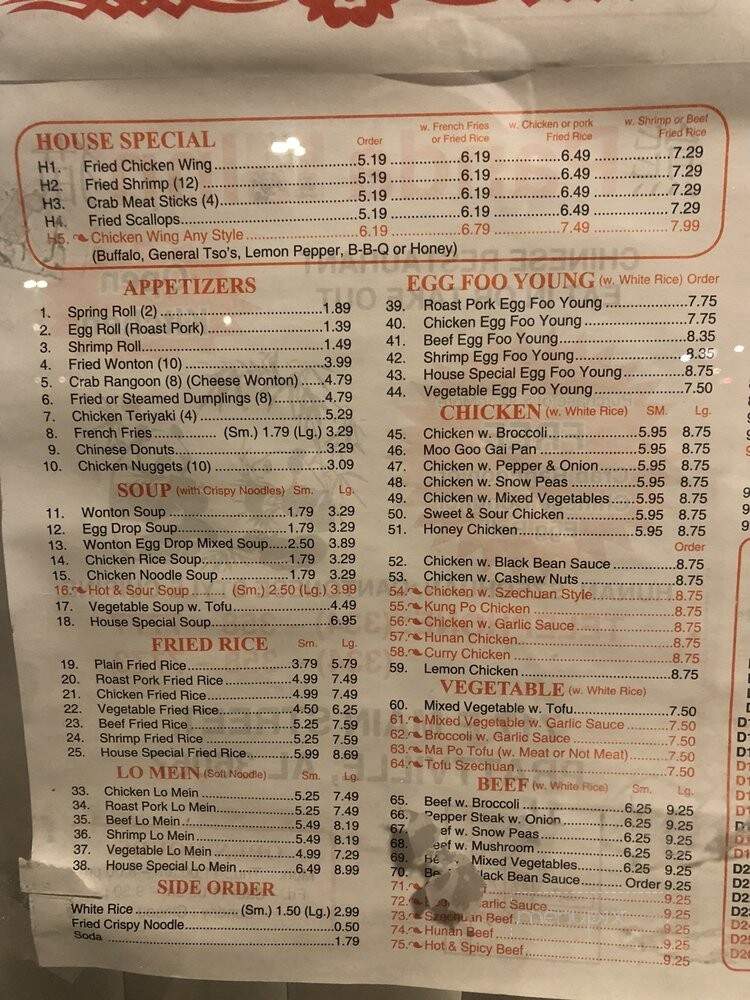 HOUSE SPECIAL Order w. French Fries or Fried Rice w. Chicken or pork Fried Rice w. Shrimp or Beef Fried Rice
H1. Fried Chicken Wing 5.19 6.19 6.49 7.29
H2. Fried Shrimp (12) 5.19 6.19 6.49 7.29
H3. Crab Meat Sticks (4) 5.19 6.19 6.49 7.29
H4. Fried Scallops 5.19 6.19 6.49 7.29
H5. Chicken Wing Any Style 6.19 6.79 7.49 7.99
(Buffalo, General Tso's, Lemon Pepper, B-B-Q or Honey)
APPETIZERS
1. Spring Roll (2) 1.89
2. Egg Roll (Roast Pork) 1.39
3. Shrimp Roll 1.49
4. Fried Wonton (10) 3.99
5. Crab Rangoon (8) (Cheese Wonton) 4.79
6. Fried or Steamed Dumplings (8) 4.79
7. Chicken Teriyaki (4) 5.29
8. French Fries (Sm.) 1.79 (Lg.) 3.29
9. Chinese Donuts 3.29
10. Chicken Nuggets (10) 3.09
SOUP (with Crispy Noodles) Sm. Lg.
11. Wonton Soup 1.79 3.29
12. Egg Drop Soup 1.79 3.29
13. Wonton Egg Drop Mixed Soup 2.50 3.89
14. Chicken Rice Soup 1.79 3.29
15. Chicken Noodle Soup 1.79 3.29
16. Hot & Sour Soup (Sm.) 2.50 (Lg.) 3.99
17. Vegetable Soup w. Tofu 4.49
18. House Special Soup 6.95
FRIED RICE Sm. Lg.
19. Plain Fried Rice 3.79 5.79
20. Roast Pork Fried Rice 4.99 7.49
21. Chicken Fried Rice 4.99 7.49
22. Vegetable Fried Rice 4.50 6.25
23. Beef Fried Rice 5.25 7.59
24. Shrimp Fried Rice 5.25 7.59
25. House Special Fried Rice 5.99 8.69
LO MEIN (Soft Noodle) Sm. Lg.
33. Chicken Lo Mein 5.25 7.49
34. Roast Pork Lo Mein 5.25 7.49
35. Beef Lo Mein 5.49 8.19
36. Shrimp Lo Mein 5.49 8.19
37. Vegetable Lo Mein 4.99 7.29
38. House Special Lo Mein 6.49 8.99
SIDE ORDER
White Rice (Sm.) 1.50 (Lg.) 2.99
Fried Crispy Noodle 0.50
Soda 1.79
EGG FOO YOUNG (w. White Rice) Order
39. Roast Pork Egg Foo Young 7.75
40. Chicken Egg Foo Young 7.75
41. Beef Egg Foo Young 8.35
42. Shrimp Egg Foo Young 8.35
43. House Special Egg Foo Young 8.75
44. Vegetable Egg Foo Young 7.50
CHICKEN (w. White Rice) SM. Lg.
45. Chicken w. Broccoli 5.95 8.75
46. Moo Goo Gai Pan 5.95 8.75
47. Chicken w. Pepper & Onion 5.95 8.75
48. Chicken w. Snow Peas 5.95 8.75
49. Chicken w. Mixed Vegetables 5.95 8.75
50. Sweet & Sour Chicken 5.95 8.75
51. Honey Chicken 5.95 8.75
Order
52. Chicken w. Black Bean Sauce 8.75
53. Chicken w. Cashew Nuts 8.75
54. Chicken w. Szechuan Style 8.75
55. Kung Po Chicken 8.75
56. Chicken w. Garlic Sauce 8.75
57. Hunan Chicken 8.75
58. Curry Chicken 8.75
59. Lemon Chicken 8.75
VEGETABLE (w. White Rice)
60. Mixed Vegetable w. Tofu 7.50
61. Mixed Vegetable w. Garlic Sauce 7.50
62. Broccoli w. Garlic Sauce 7.50
63. Ma Po Tofu (w. Meat or Not Meat) 7.50
64. Tofu Szechuan 7.50
BEEF (w. White Rice) Sm. Lg.
65. Beef w. Broccoli 6.25 9.25
66. Pepper Steak w. Onion 6.25 9.25
67. w. Snow Peas 6.25 9.25
68. w. Mushroom 6.25 9.25
69. Mixed Vegetables 6.25 9.25
70. Black Bean Sauce Order 9.25
71. 9.25
72. Garlic Sauce 9.25
73. Szechuan Beef 9.25
74. Hunan Beef 9.25
75. Hot & Spicy Beef 9.25